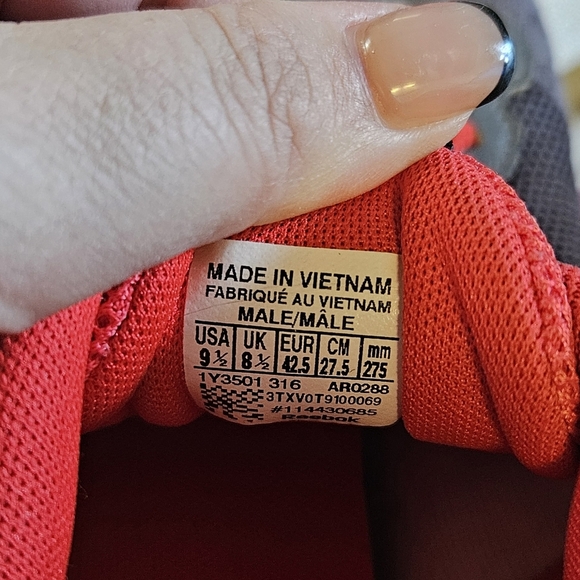 MADE IN VIETNAM
FABRIQUÉ AU VIETNAM
MALE/MÂLE
USA UK EUR CM mm
9 ½ 8 ½ 42.5 27.5 275
1Y3501 316 AR0288
3TXV0T9100069
#114430685
Reebok